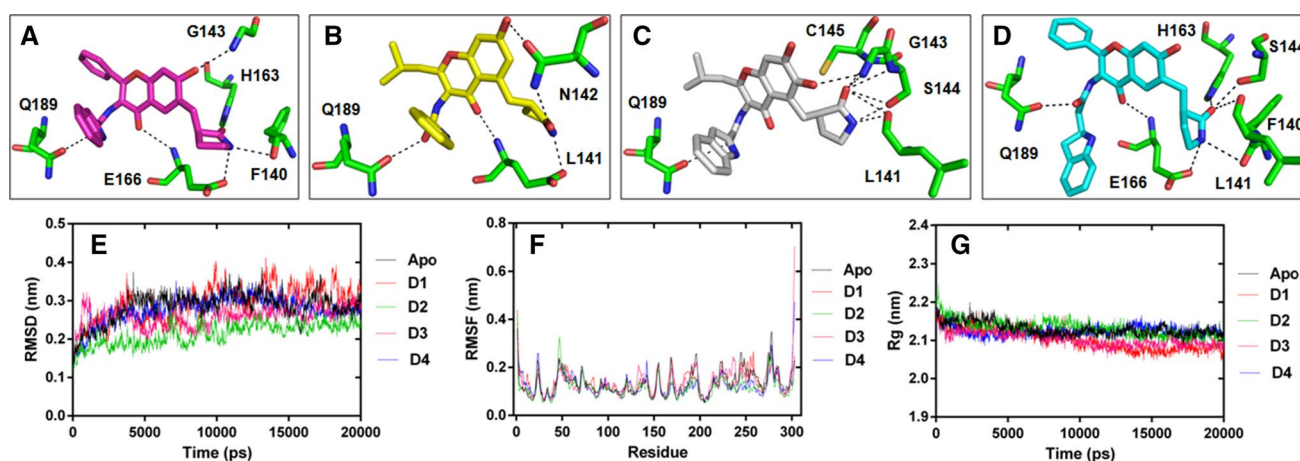 A
G143
H163
Q189
E166
F140
B
Q189
N142
L141
C
C145
G143
S144
Q189
L141
D
H163
S144
F140
Q189
E166
L141
E
RMSD (nm)
0.5
0.4
0.3
0.2
0.1
0
5000
10000
15000
20000
Time (ps)
Apo
D1
D2
D3
D4
F
RMSF (nm)
0.8
0.6
0.4
0.2
0.0
0
50
100
150
200
250
300
Residue
Apo
D1
D2
D3
D4
G
Rg (nm)
2.4
2.3
2.2
2.1
2.0
1.9
0
5000
10000
15000
20000
Time (ps)
Apo
D1
D2
D3
D4